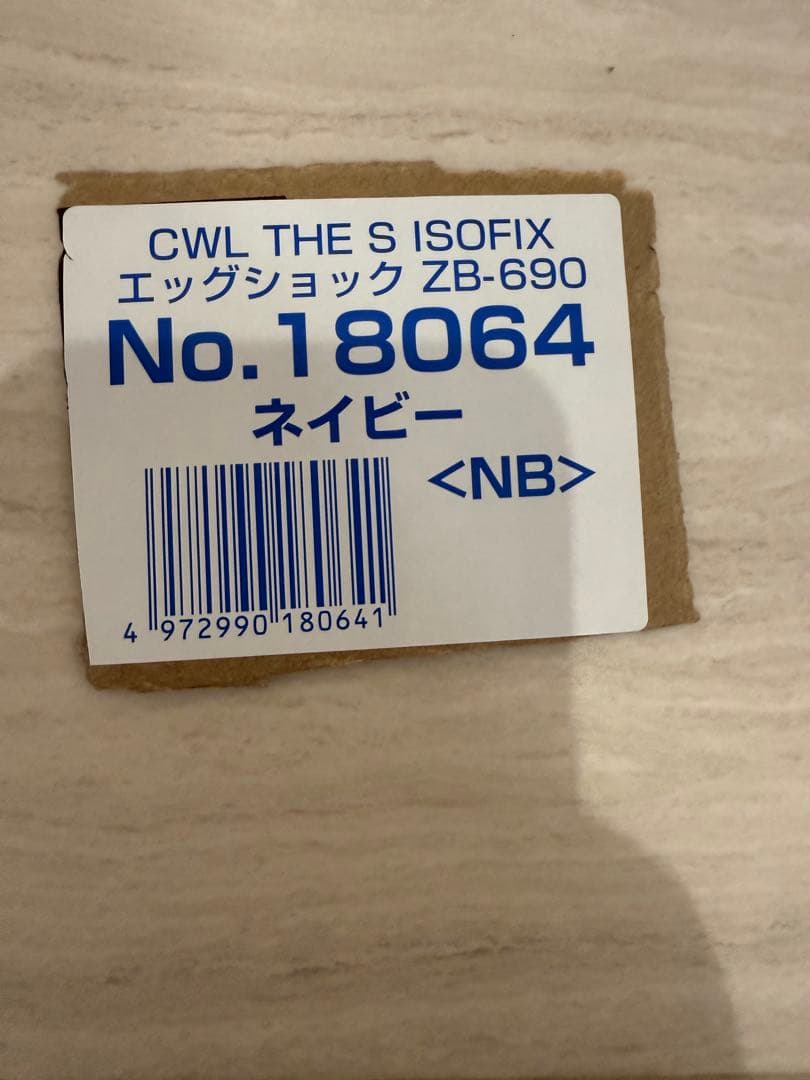 CWL THE S ISOFIX
エッグショック ZB-690
No.18064
ネイビー
<NB>
4 972990 180641